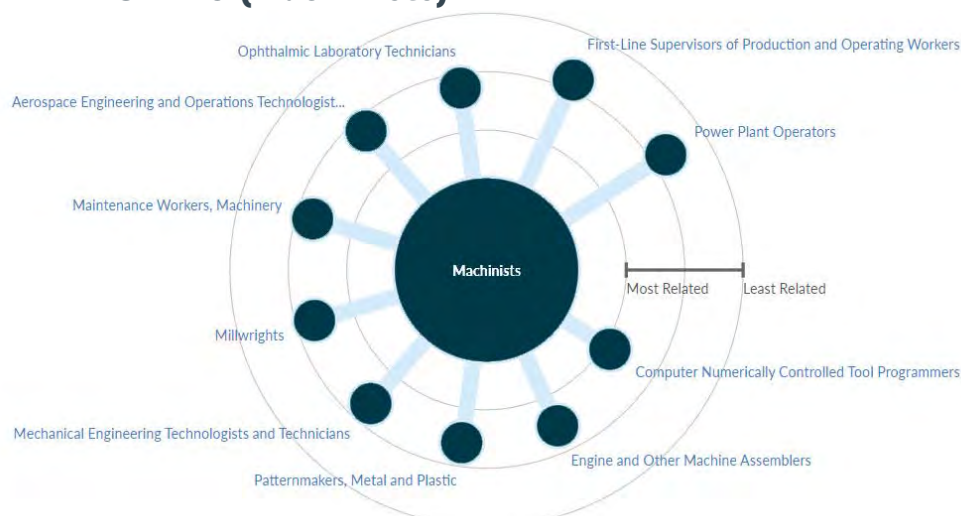 Ophthalmic Laboratory Technicians
First-Line Supervisors of Production and Operating Workers
Aerospace Engineering and Operations Technologist...
Power Plant Operators
Maintenance Workers, Machinery
Machinists
Most Related
Least Related
Millwrights
Computer Numerically Controlled Tool Programmers
Mechanical Engineering Technologists and Technicians
Engine and Other Machine Assemblers
Patternmakers, Metal and Plastic